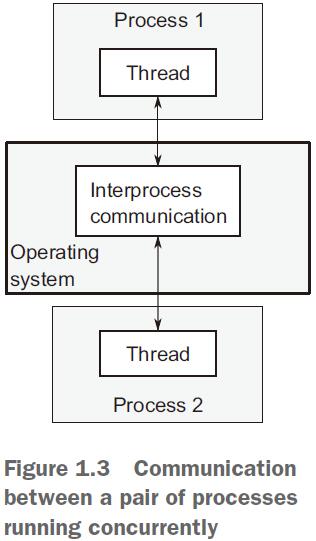 Process 1
Thread
Interprocess
communication
Operating
system
Thread
Process 2
Figure 1.3 Communication
between a pair of processes
running concurrently